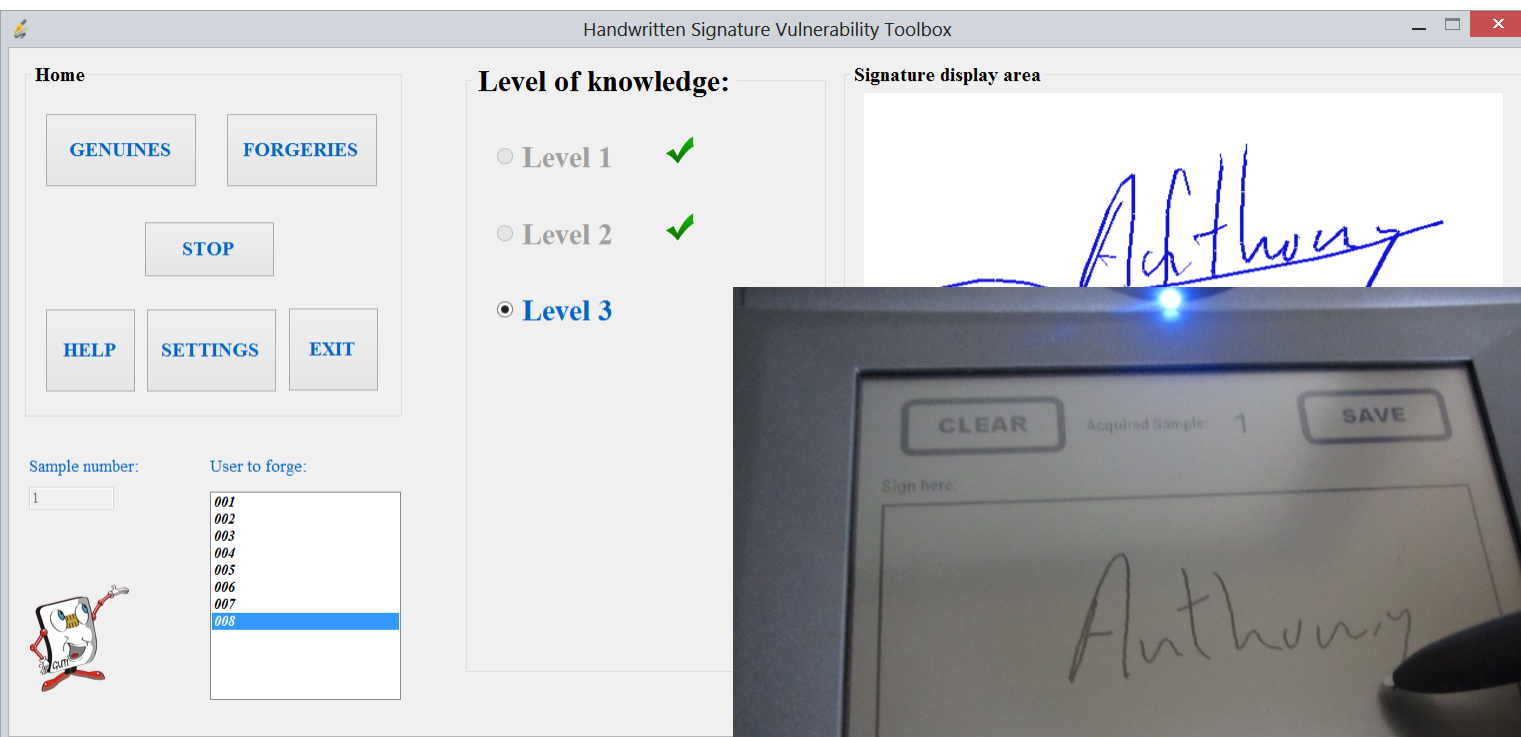 Handwritten Signature Vulnerability Toolbox
Home
GENUINES
FORGERIES
STOP
HELP
SETTINGS
EXIT
Sample number:
1
User to forge:
001
002
003
004
005
006
007
008
GUTI
Level of knowledge:
Level 1
Level 2
Level 3
Signature display area
Anthony
CLEAR
Acquired Sample: 1
SAVE
Sign here:
Anthony